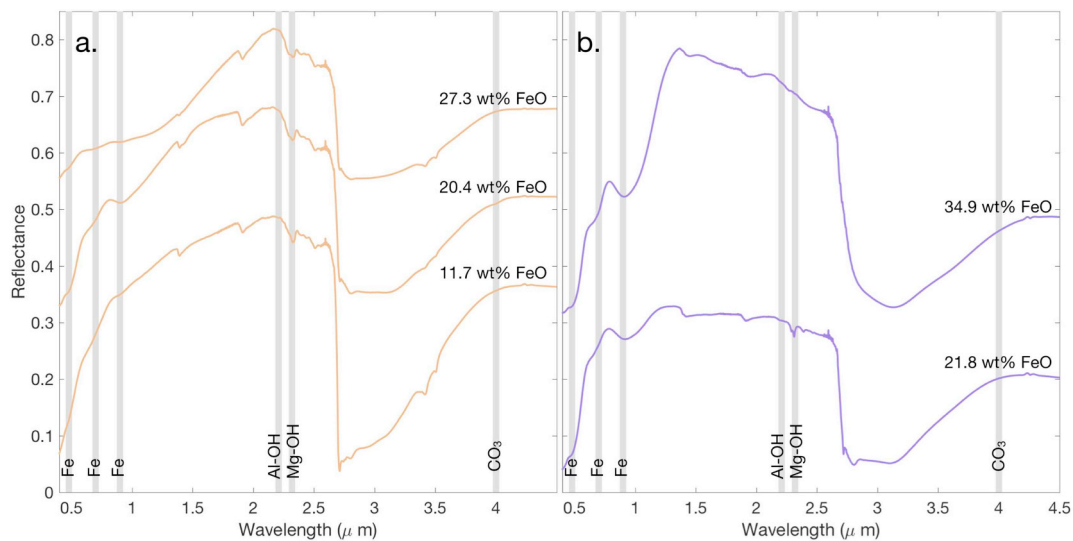 a.
b.
0.8
0.7
0.6
0.5
0.4
0.3
0.2
0.1
0
Reflectance
27.3 wt% FeO
20.4 wt% FeO
11.7 wt% FeO
34.9 wt% FeO
21.8 wt% FeO
Fe
Fe
Fe
Al-OH
Mg-OH
CO₃
Fe
Fe
Fe
Al-OH
Mg-OH
CO₃
0.5 1 1.5 2 2.5 3 3.5 4
0.5 1 1.5 2 2.5 3 3.5 4 4.5
Wavelength (μ m)
Wavelength (μ m)